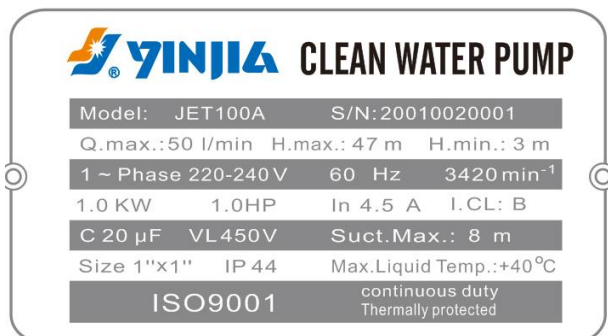 ® YINJIA CLEAN WATER PUMP
Model: JET100A S/N:20010020001
Q.max.:50 l/min H.max.: 47 m H.min.: 3 m
1 ~ Phase 220-240V 60 Hz 3420min⁻¹
1.0 KW 1.0HP In 4.5 A I.CL: B
C 20 µF VL450V Suct.Max.: 8 m
Size 1"x1" IP 44 Max.Liquid Temp.:+40°C
ISO9001 continuous duty
Thermally protected